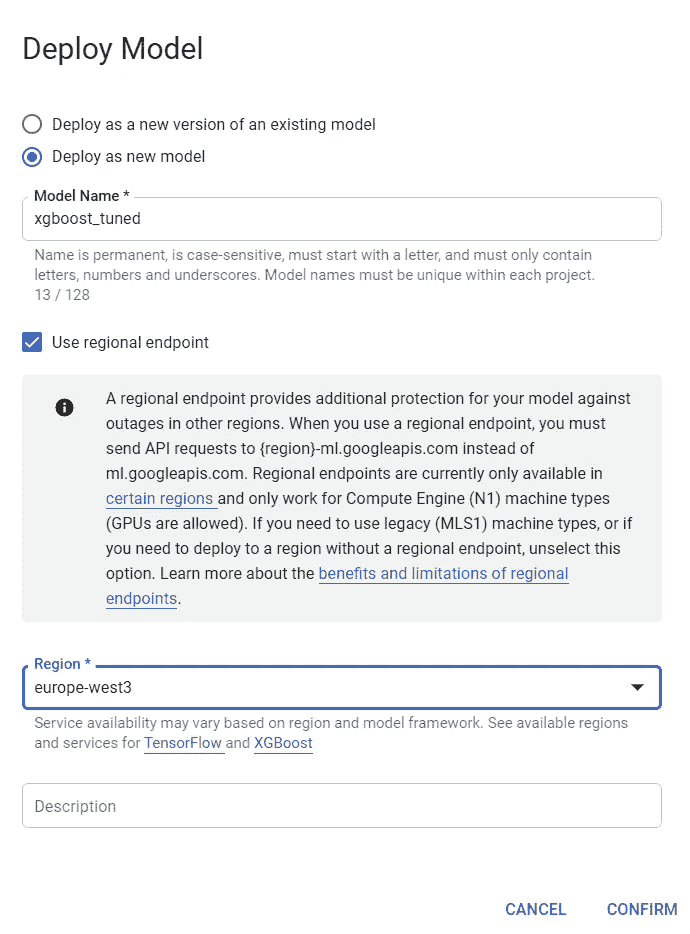 Deploy Model
Deploy as a new version of an existing model
Deploy as new model
Model Name *
xgboost_tuned
Name is permanent, is case-sensitive, must start with a letter, and must only contain
letters, numbers and underscores. Model names must be unique within each project.
13 / 128
Use regional endpoint
A regional endpoint provides additional protection for your model against
outages in other regions. When you use a regional endpoint, you must
send API requests to {region}-ml.googleapis.com instead of
ml.googleapis.com. Regional endpoints are currently only available in
certain regions and only work for Compute Engine (N1) machine types
(GPUs are allowed). If you need to use legacy (MLS1) machine types, or if
you need to deploy to a region without a regional endpoint, unselect this
option. Learn more about the benefits and limitations of regional
endpoints.
Region *
europe-west3
Service availability may vary based on region and model framework. See available regions
and services for TensorFlow and XGBoost
Description
CANCEL CONFIRM